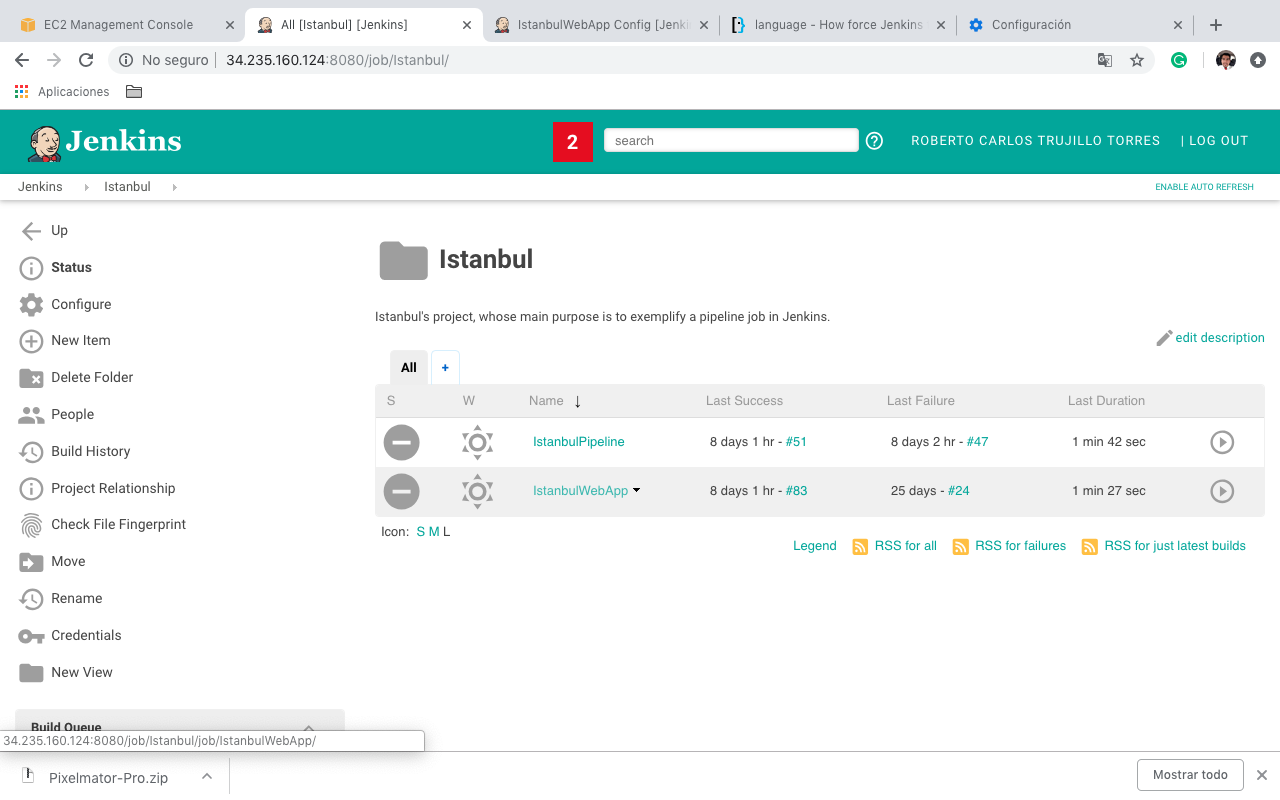 EC2 Management Console
All [Istanbul] [Jenkins]
IstanbulWebApp Config [Jenki
language - How force Jenkins
Configuración
No seguro
34.235.160.124:8080/job/Istanbul/
Aplicaciones
Jenkins
2
search
ROBERTO CARLOS TRUJILLO TORRES
| LOG OUT
Jenkins
Istanbul
ENABLE AUTO REFRESH
Up
Status
Configure
New Item
Delete Folder
People
Build History
Project Relationship
Check File Fingerprint
Move
Rename
Credentials
New View
Build Queue
Istanbul
Istanbul's project, whose main purpose is to exemplify a pipeline job in Jenkins.
edit description
All
+
S W Name ↓ Last Success Last Failure Last Duration
IstanbulPipeline 8 days 1 hr - #51 8 days 2 hr - #47 1 min 42 sec
IstanbulWebApp 8 days 1 hr - #83 25 days - #24 1 min 27 sec
Icon: S M L
Legend RSS for all RSS for failures RSS for just latest builds
34.235.160.124:8080/job/Istanbul/job/IstanbulWebApp/
Pixelmator-Pro.zip
Mostrar todo